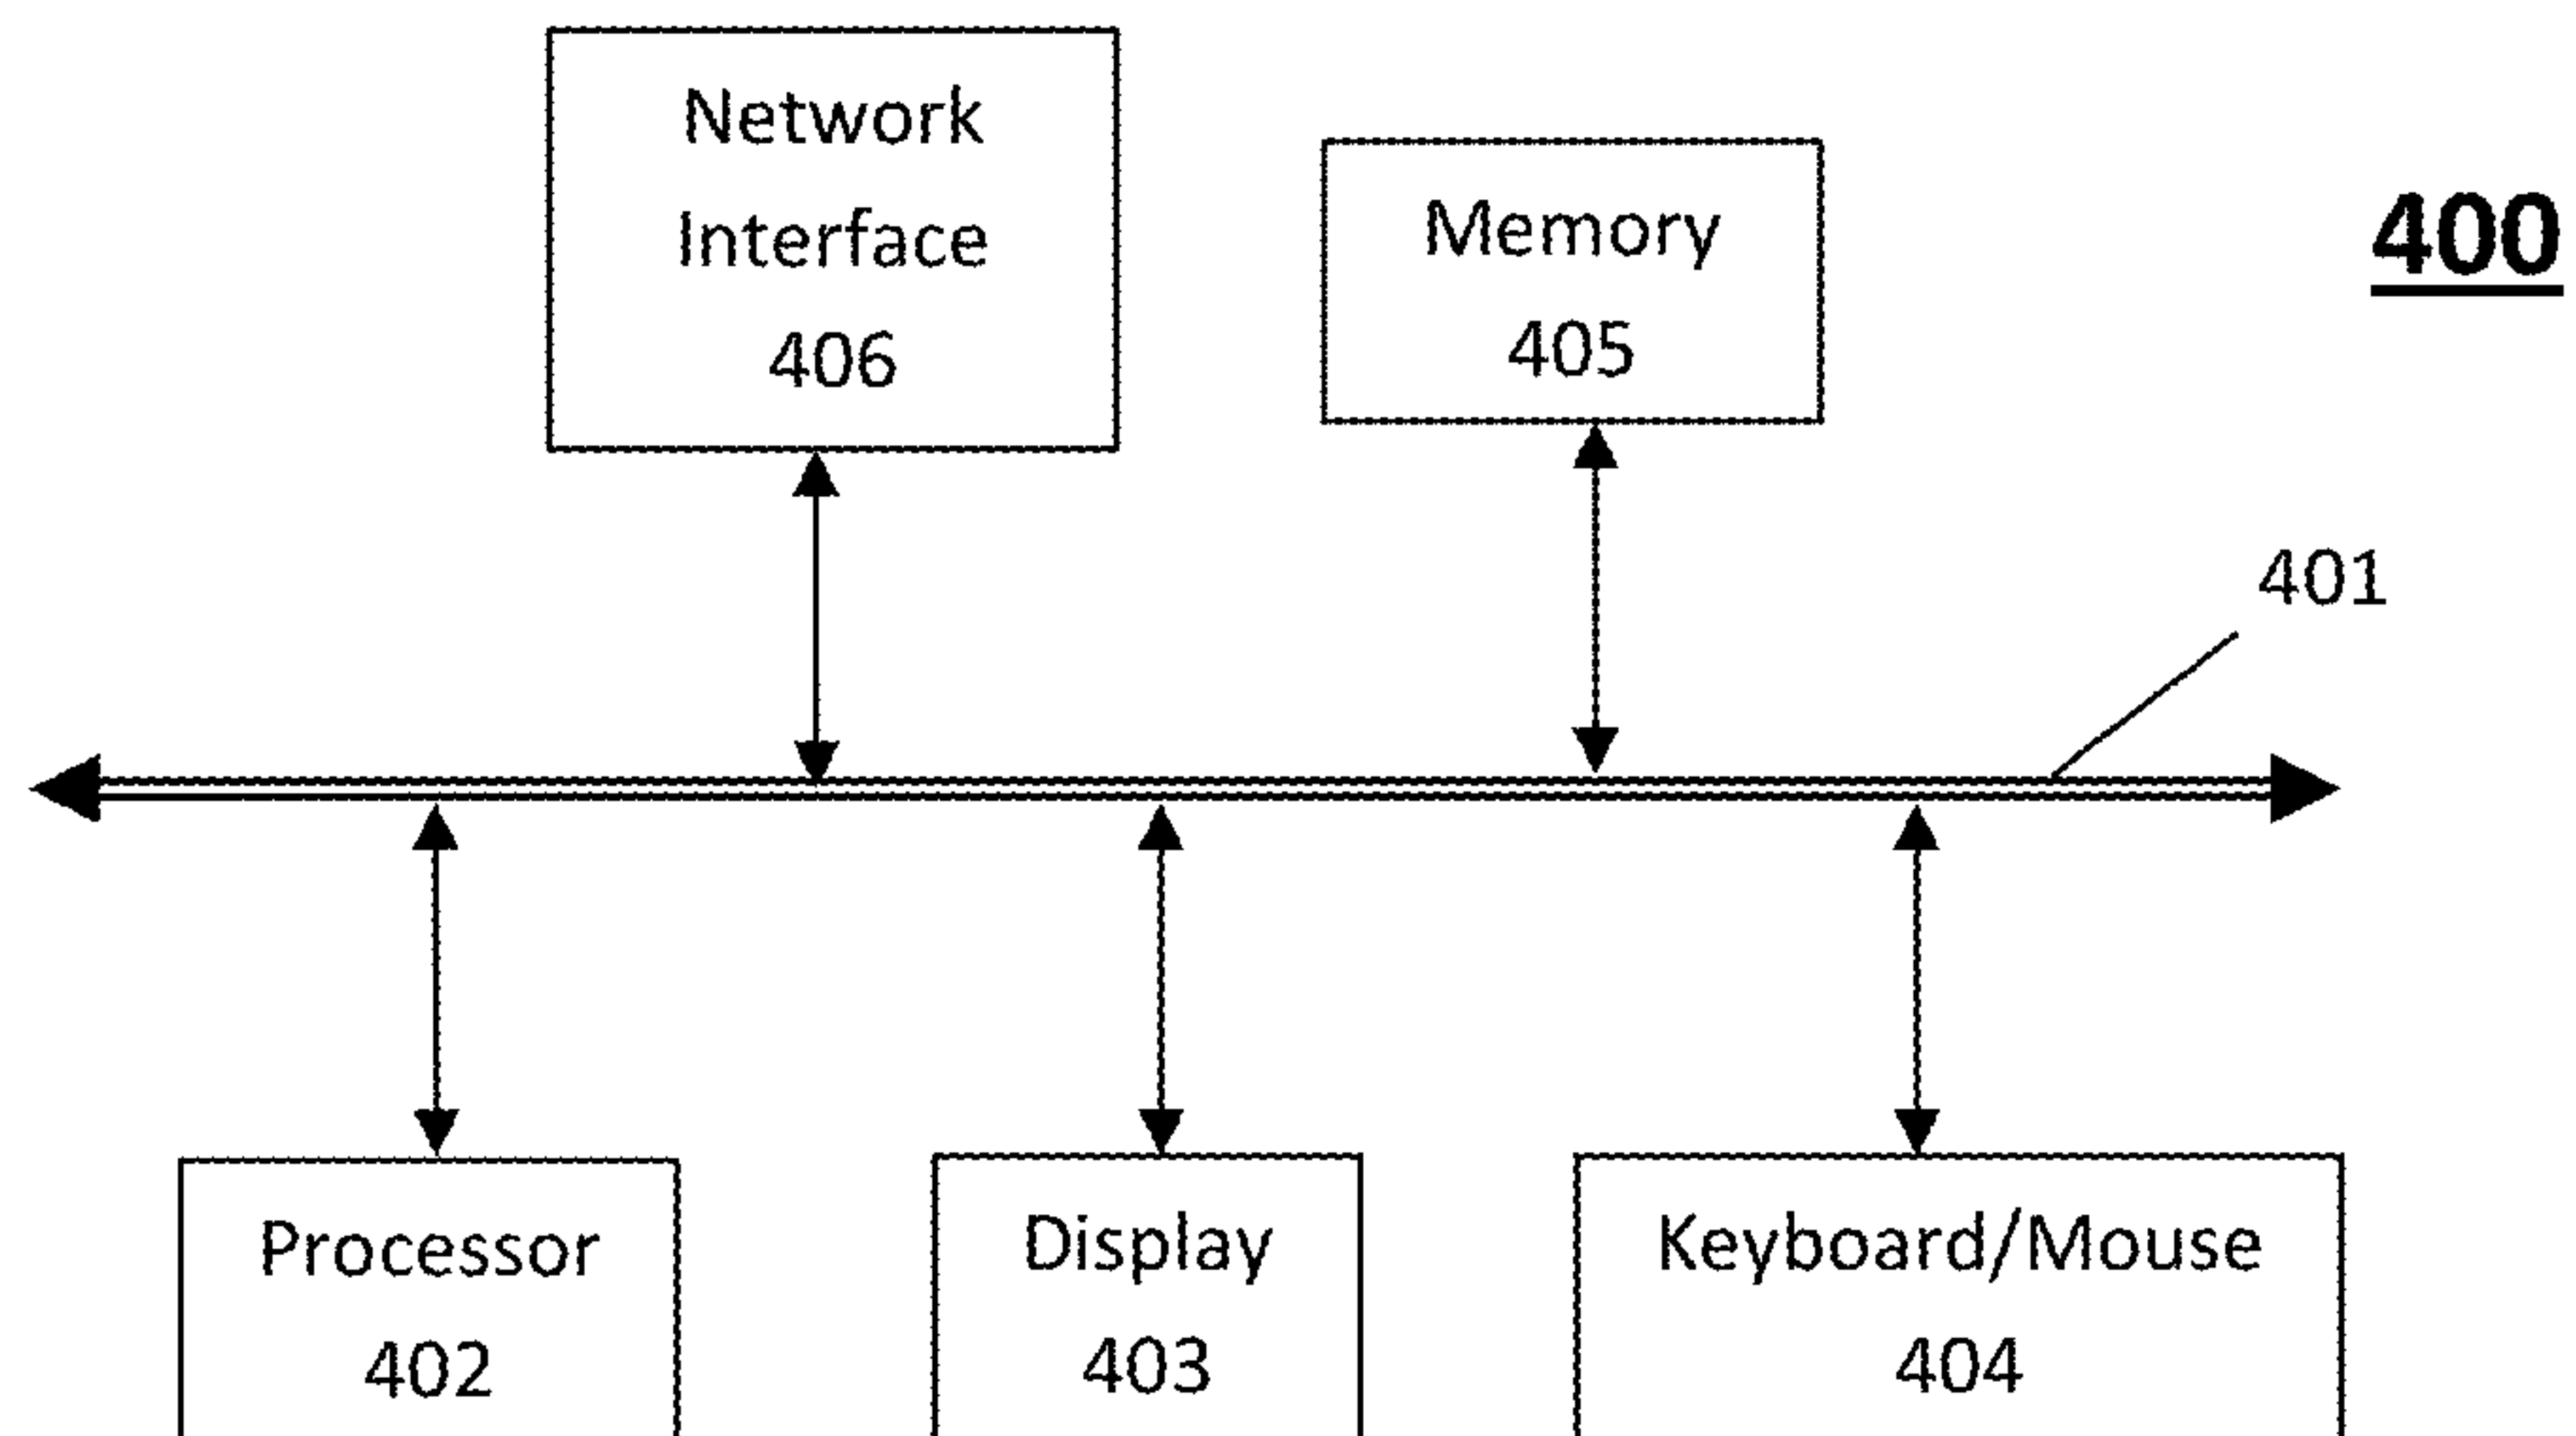 Network
Interface
406
Memory
405
400
401
Processor
402
Display
403
Keyboard/Mouse
404